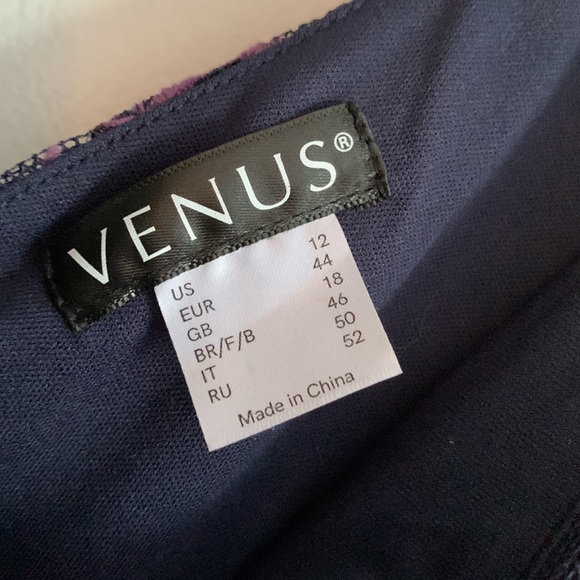 VENUS®
US 12
EUR 44
GB 18
BR/F/B 46
IT 50
RU 52
Made in China